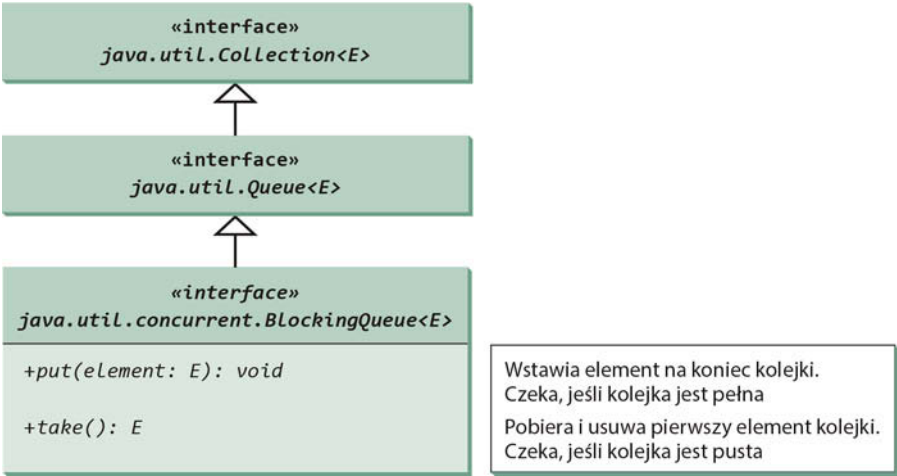 «interface»
java.util.Collection<E>
«interface»
java.util.Queue<E>
«interface»
java.util.concurrent.BlockingQueue<E>
+put(element: E): void
+take(): E
Wstawia element na koniec kolejki.
Czeka, jeśli kolejka jest pełna
Pobiera i usuwa pierwszy element kolejki.
Czeka, jeśli kolejka jest pusta